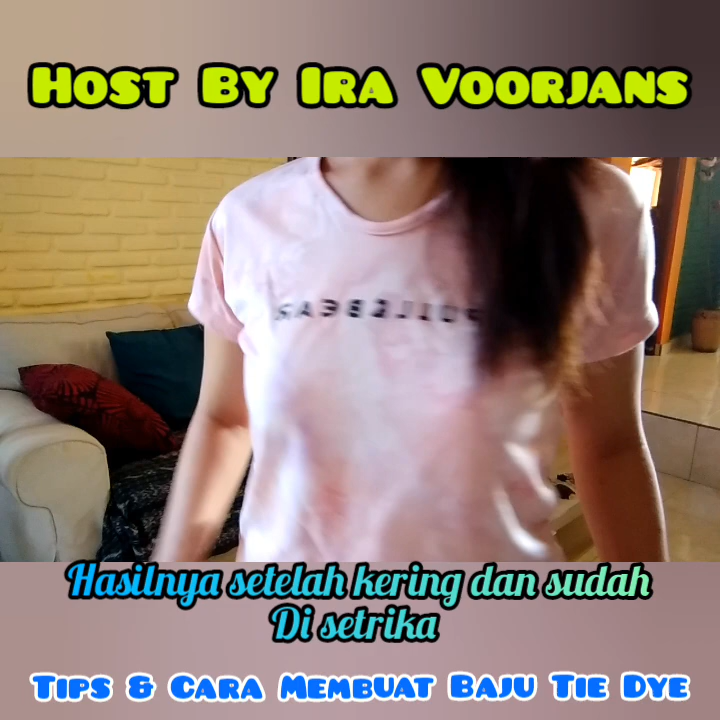 Host By Ira Voorjans
Hasilnya setelah kering dan sudah
Di setrika
Tips & Cara Membuat Baju Tie Dye